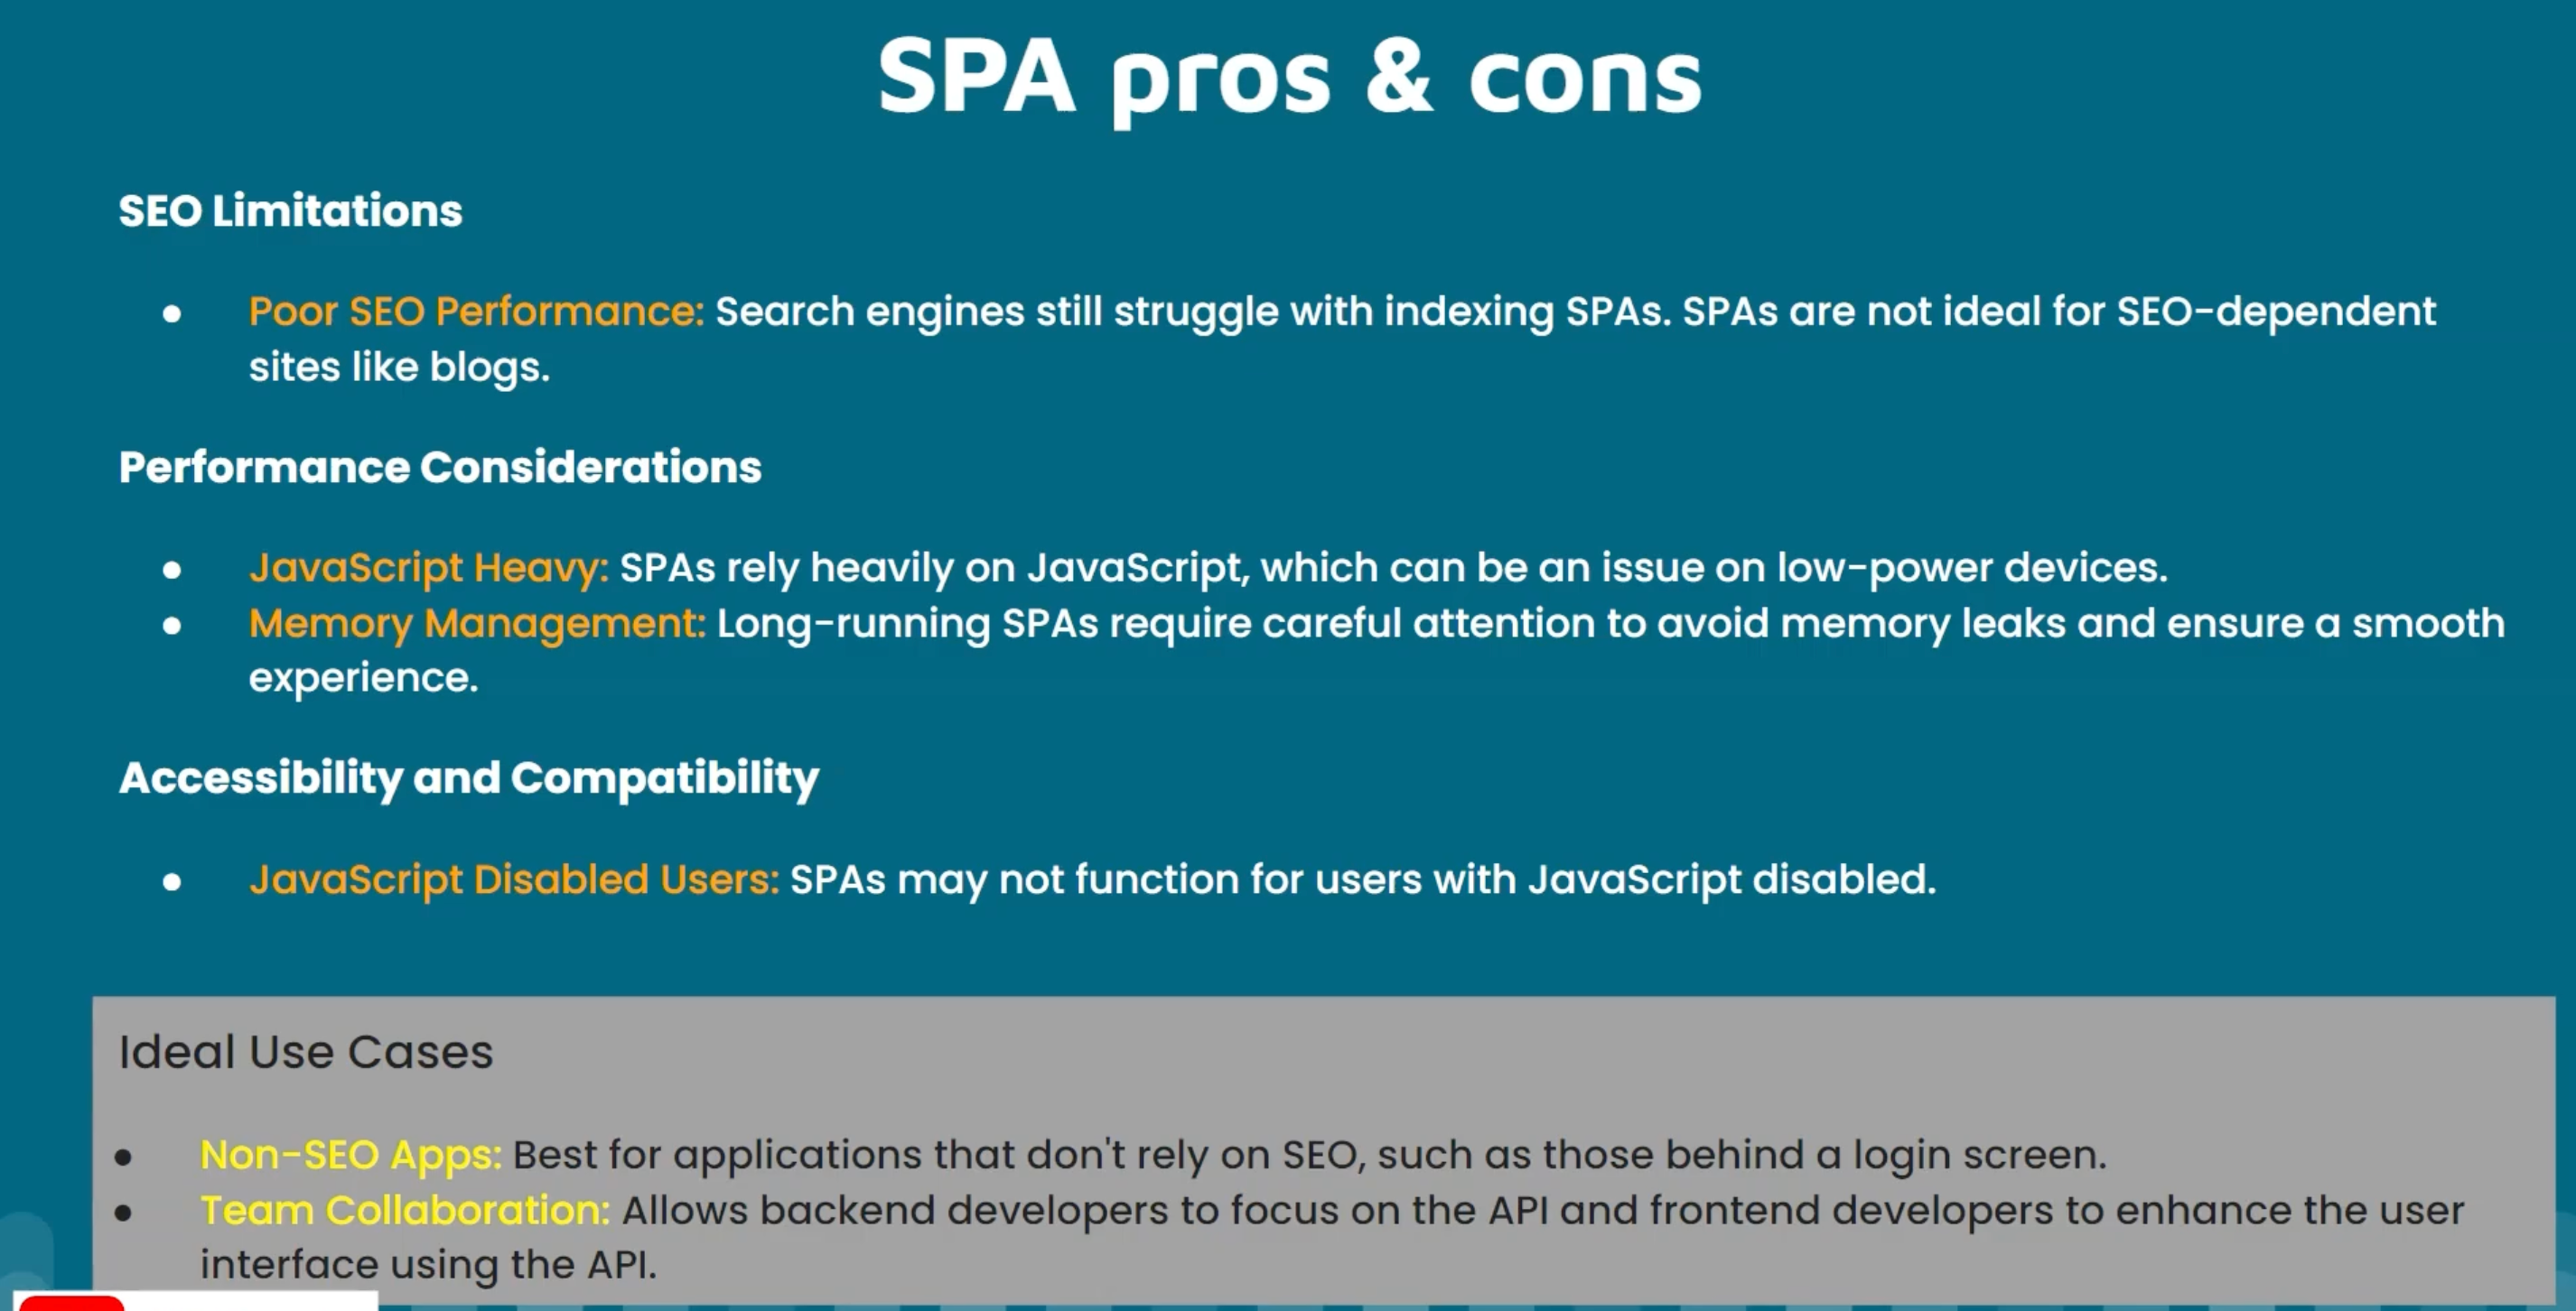 SPA pros & cons
SEO Limitations
● Poor SEO Performance: Search engines still struggle with indexing SPAs. SPAs are not ideal for SEO-dependent
sites like blogs.
Performance Considerations
● JavaScript Heavy: SPAs rely heavily on JavaScript, which can be an issue on low-power devices.
● Memory Management: Long-running SPAs require careful attention to avoid memory leaks and ensure a smooth
experience.
Accessibility and Compatibility
● JavaScript Disabled Users: SPAs may not function for users with JavaScript disabled.
Ideal Use Cases
● Non-SEO Apps: Best for applications that don't rely on SEO, such as those behind a login screen.
● Team Collaboration: Allows backend developers to focus on the API and frontend developers to enhance the user
interface using the API.